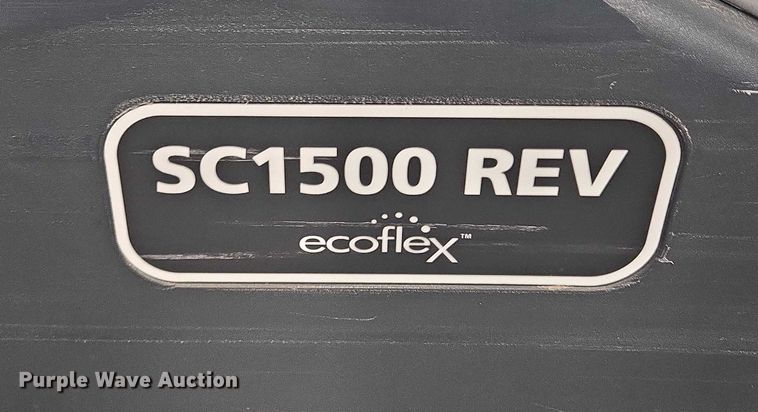 SC1500 REV
ecoflex™
Purple Wave Auction